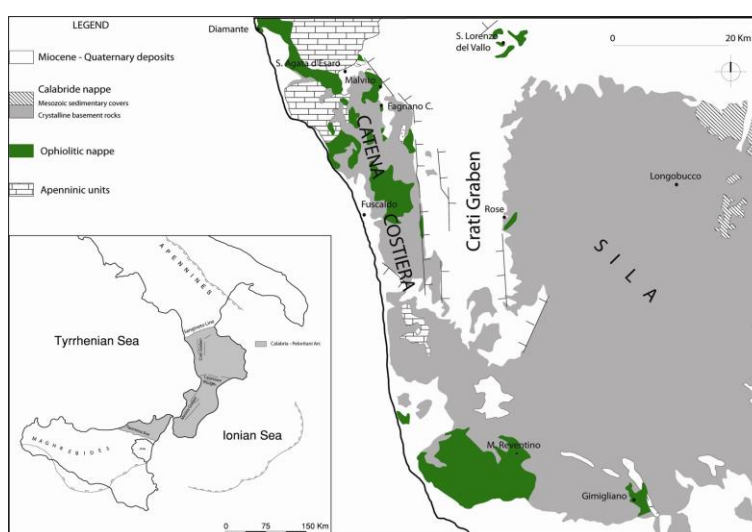 LEGEND
Miocene - Quaternary deposits
Calabride nappe
Mesozoic sedimentary covers
Crystalline basement rocks
Ophiolitic nappe
Apenninic units
Diamante
S. Agata d'Esaro
Malvito
Fagnano C.
S. Lorenzo
del Vallo
0 20 Km
CATENA
COSTIERA
Fuscaldo
Crati Graben
Rose
Longobucco
SILA
M. Reventino
Gimigliano
APENNINES
Tyrrhenian Sea
Sanginetto Line
Calabria - Peloritani Arc
Ionian Sea
MAGHREBIDES
0 75 150 Km